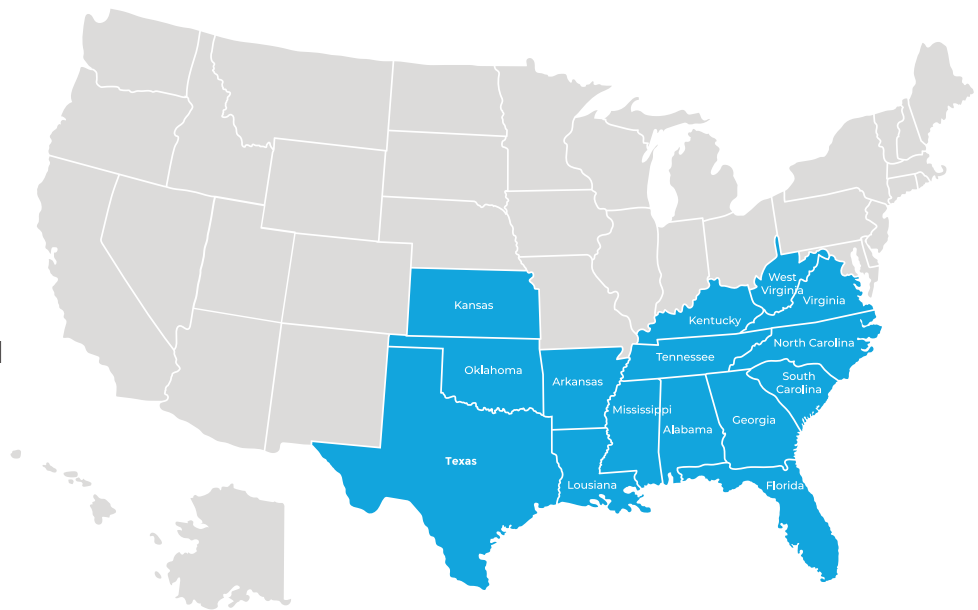 West
Virginia
Virginia
Kansas
Kentucky
North Carolina
Tennessee
Oklahoma
South
Carolina
Arkansas
Mississippi
Georgia
Alabama
Texas
Lousiana
Florida